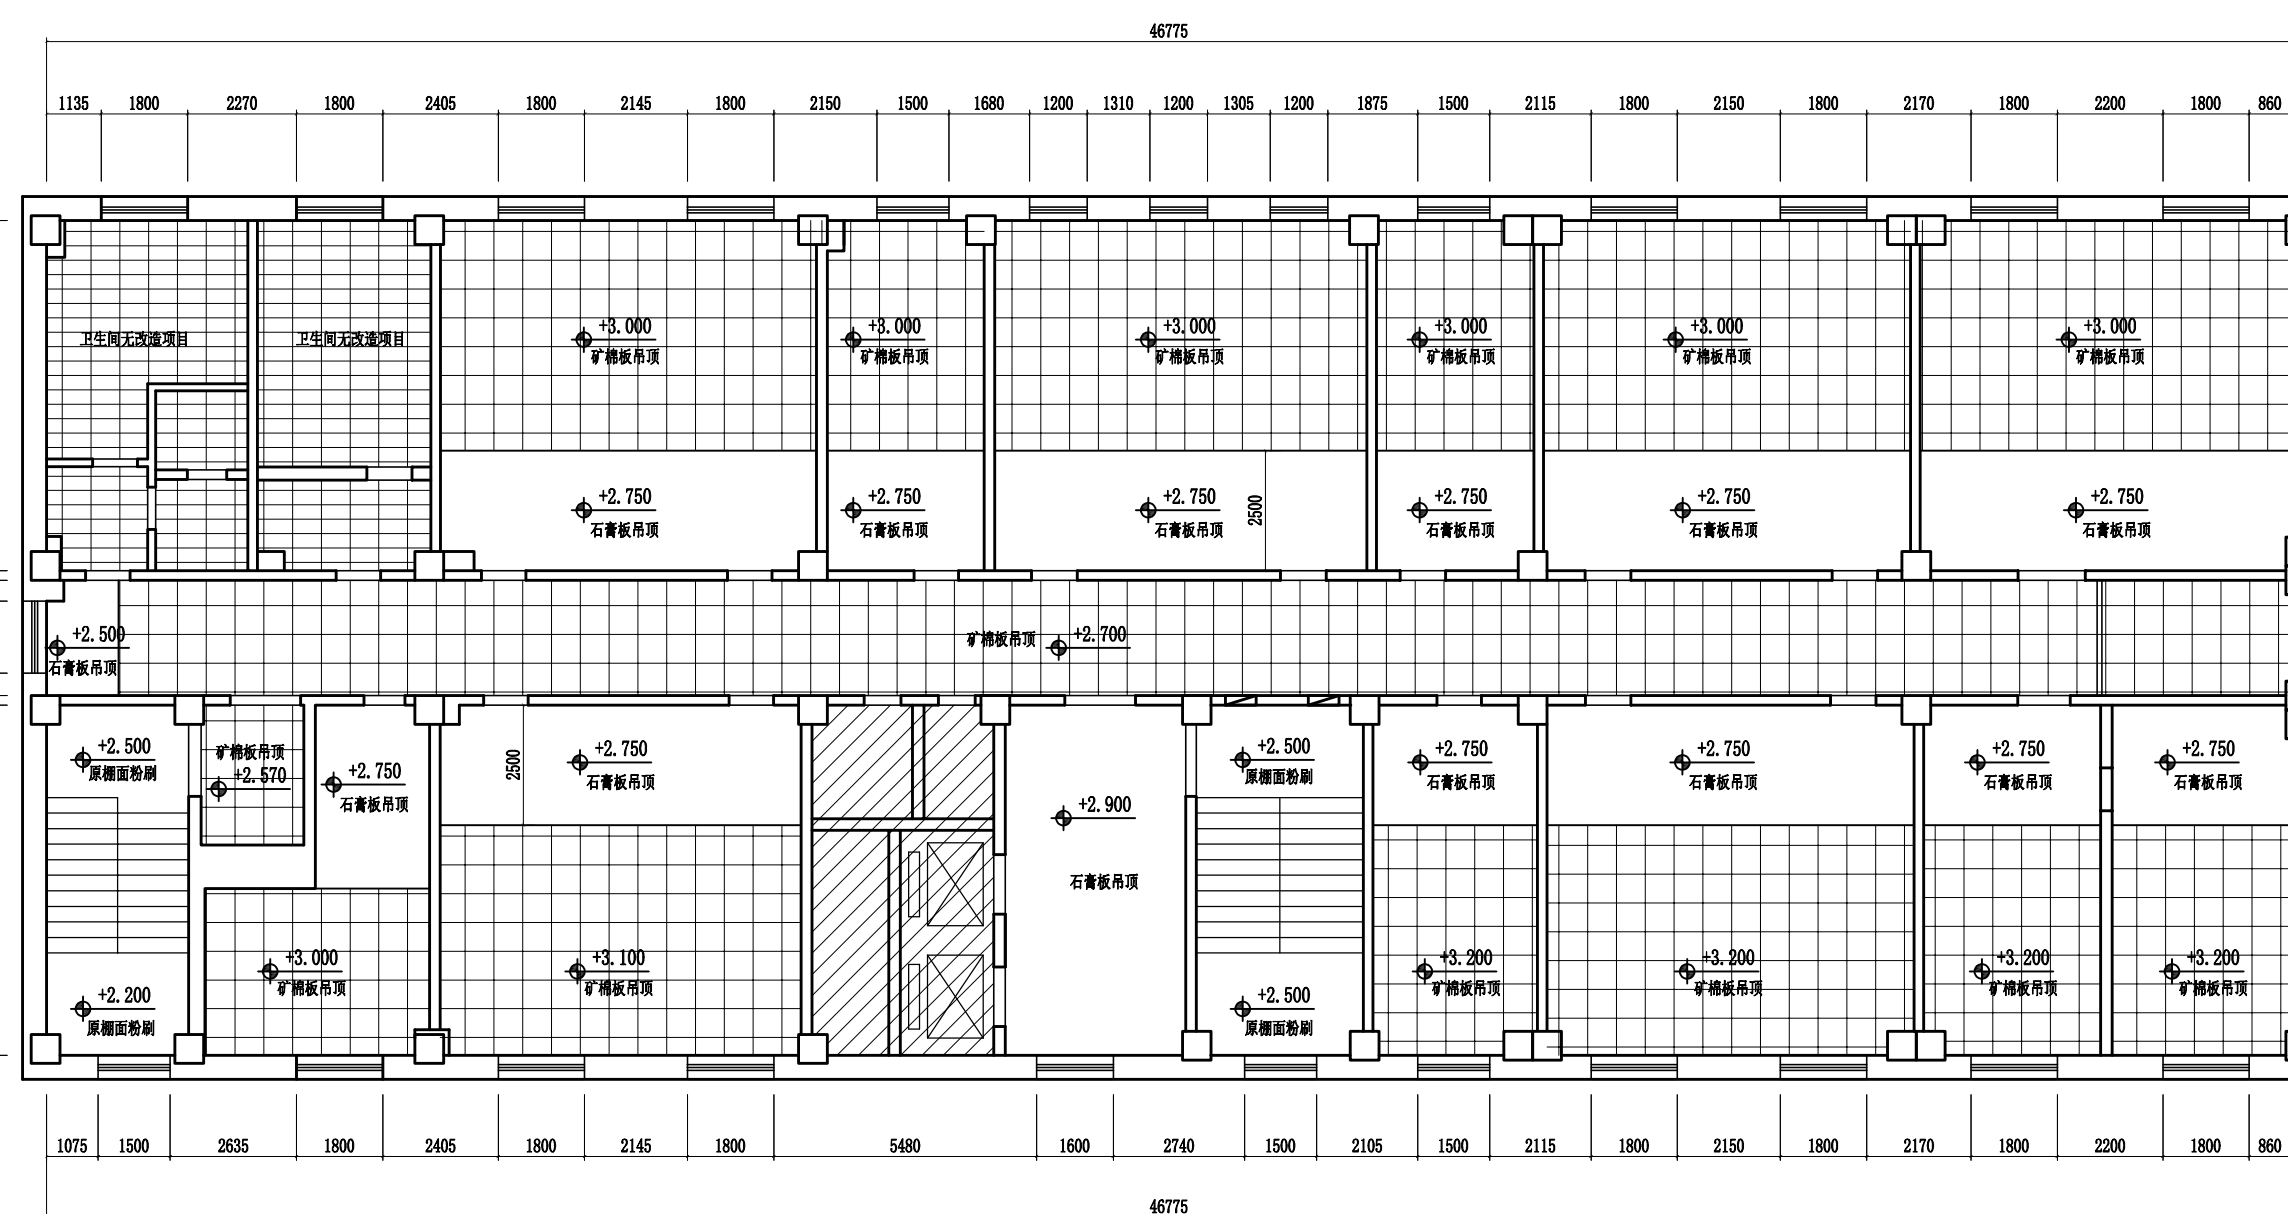 46775
1135 1800 2270 1800 2405 1800 2145 1800 2150 1500 1680 1200 1310 1200 1305 1200 1875 1500 2115 1800 2150 1800 2170 1800 2200 1800 860
+3.000 +3.000 +3.000 +3.000 +3.000 +3.000
卫生间无改造项目 卫生间无改造项目
矿棉板吊顶 矿棉板吊顶 矿棉板吊顶 矿棉板吊顶 矿棉板吊顶 矿棉板吊顶
+2.750 +2.750 +2.750 +2.750 +2.750 +2.750
2500
石膏板吊顶 石膏板吊顶 石膏板吊顶 石膏板吊顶 石膏板吊顶 石膏板吊顶
+2.500 矿棉板吊顶 +2.700
石膏板吊顶
+2.500 矿棉板吊顶 +2.750 +2.500 +2.750 +2.750 +2.750 +2.750
原棚面粉刷 +2.570 +2.750 2500 石膏板吊顶 原棚面粉刷 石膏板吊顶 石膏板吊顶 石膏板吊顶 石膏板吊顶
石膏板吊顶 +2.900
石膏板吊顶
+3.000 +3.100 +3.200 +3.200 +3.200 +3.200
矿棉板吊顶 矿棉板吊顶 矿棉板吊顶 矿棉板吊顶 矿棉板吊顶 矿棉板吊顶
+2.200 +2.500
原棚面粉刷 原棚面粉刷
1075 1500 2635 1800 2405 1800 2145 1800 5480 1600 2740 1500 2105 1500 2115 1800 2150 1800 2170 1800 2200 1800 860
46775